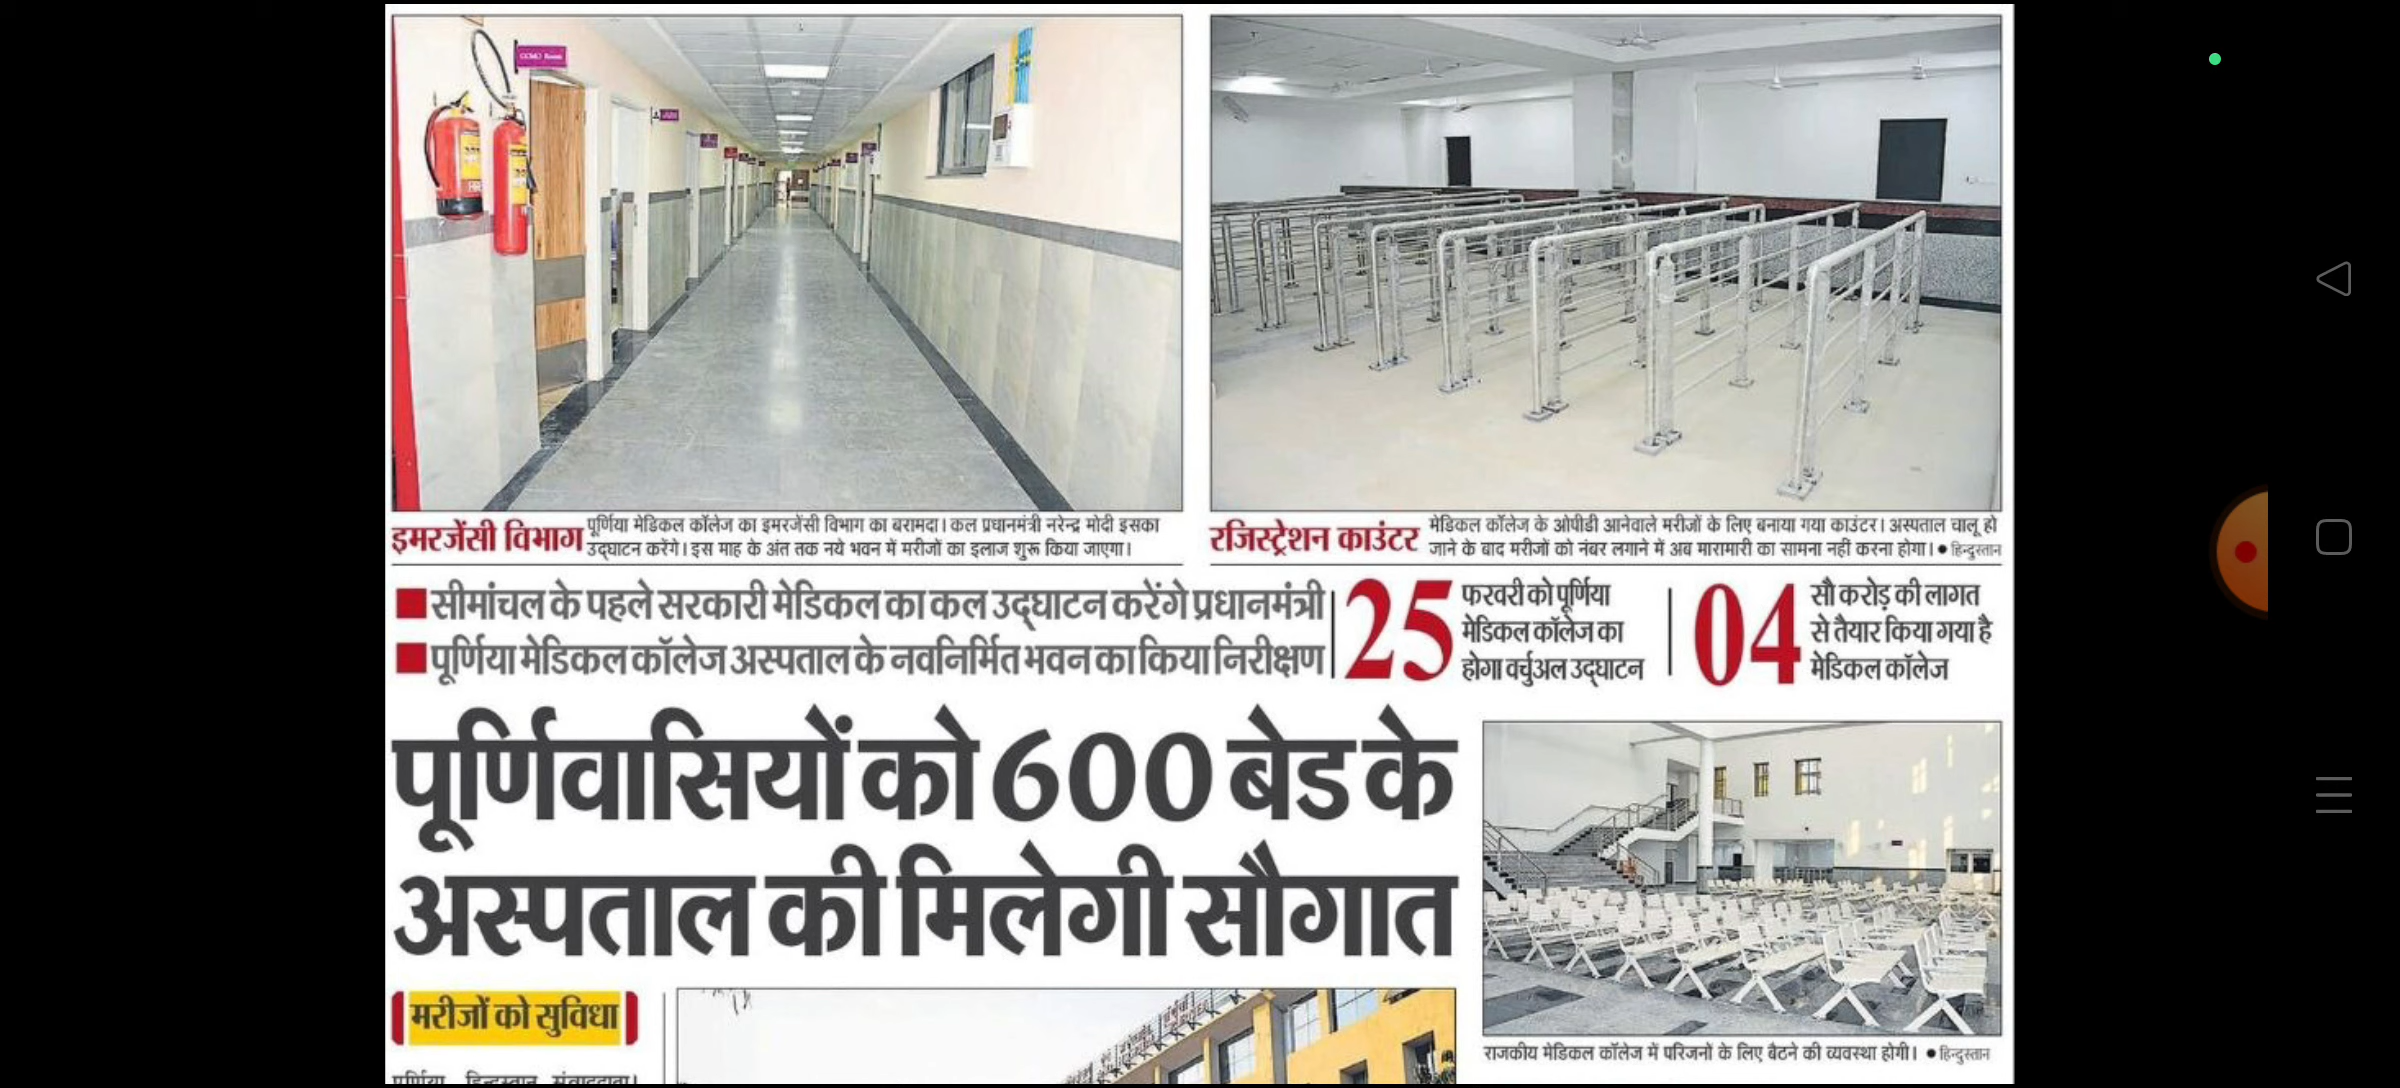 CCMO Room
इमरजेंसी विभाग
पूर्णिया मेडिकल कॉलेज का इमरजेंसी विभाग का बरामदा। कल प्रधानमंत्री नरेन्द्र मोदी इसका
उद्घाटन करेंगे। इस माह के अंत तक नये भवन में मरीजों का इलाज शुरू किया जाएगा।
रजिस्ट्रेशन काउंटर
मेडिकल कॉलेज के ओपीडी आनेवाले मरीजों के लिए बनाया गया काउंटर। अस्पताल चालू हो
जाने के बाद मरीजों को नंबर लगाने में अब मारामारी का सामना नहीं करना होगा। ● हिन्दुस्तान
सीमांचल के पहले सरकारी मेडिकल का कल उद्घाटन करेंगे प्रधानमंत्री
पूर्णिया मेडिकल कॉलेज अस्पताल के नवनिर्मित भवन का किया निरीक्षण
25
फरवरी को पूर्णिया
मेडिकल कॉलेज का
होगा वर्चुअल उद्घाटन
04
सौ करोड़ की लागत
से तैयार किया गया है
मेडिकल कॉलेज
पूर्णिवासियों को 600 बेड के
अस्पताल की मिलेगी सौगात
राजकीय मेडिकल कॉलेज में परिजनों के लिए बैठने की व्यवस्था होगी। ● हिन्दुस्तान
मरीजों को सुविधा